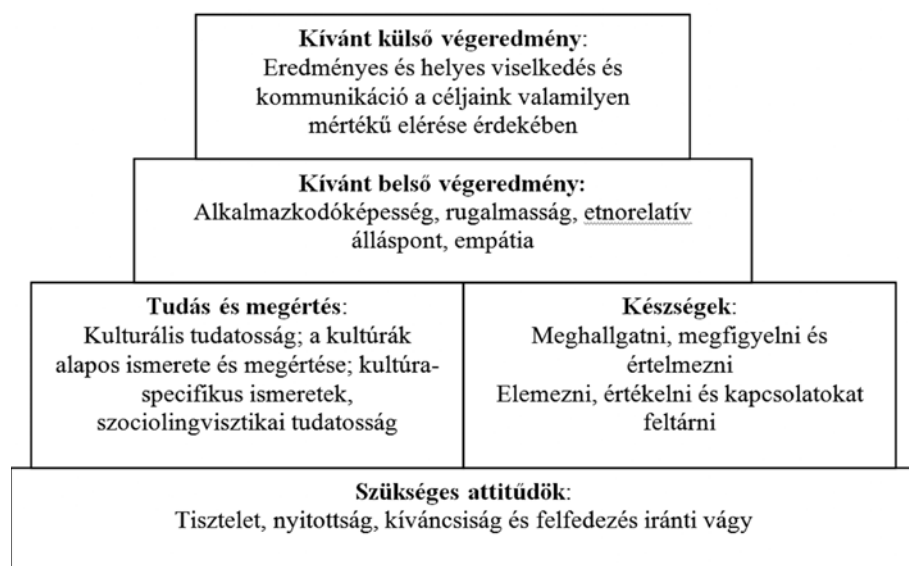 Kívánt külső végeredmény:
Eredményes és helyes viselkedés és
kommunikáció a céljaink valamilyen
mértékű elérése érdekében
Kívánt belső végeredmény:
Alkalmazkodóképesség, rugalmasság, etnorelatív
álláspont, empátia
Tudás és megértés:
Kulturális tudatosság; a kultúrák
alapos ismerete és megértése; kultúra-
specifikus ismeretek,
szociolingvisztikai tudatosság
Készségek:
Meghallgatni, megfigyelni és
értelmezni
Elemezni, értékelni és kapcsolatokat
feltárni
Szükséges attitűdök:
Tisztelet, nyitottság, kíváncsiság és felfedezés iránti vágy